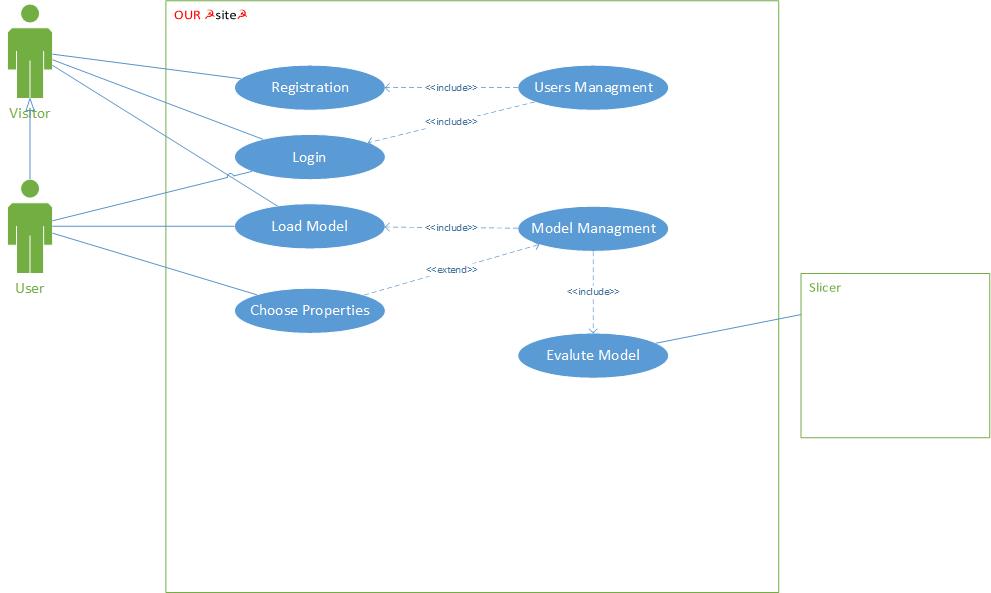 OUR ☭site☭
Visitor
Registration
<<include>>
Users Managment
<<include>>
Login
User
Load Model
<<include>>
Model Managment
<<extend>>
Choose Properties
<<include>>
Evalute Model
Slicer